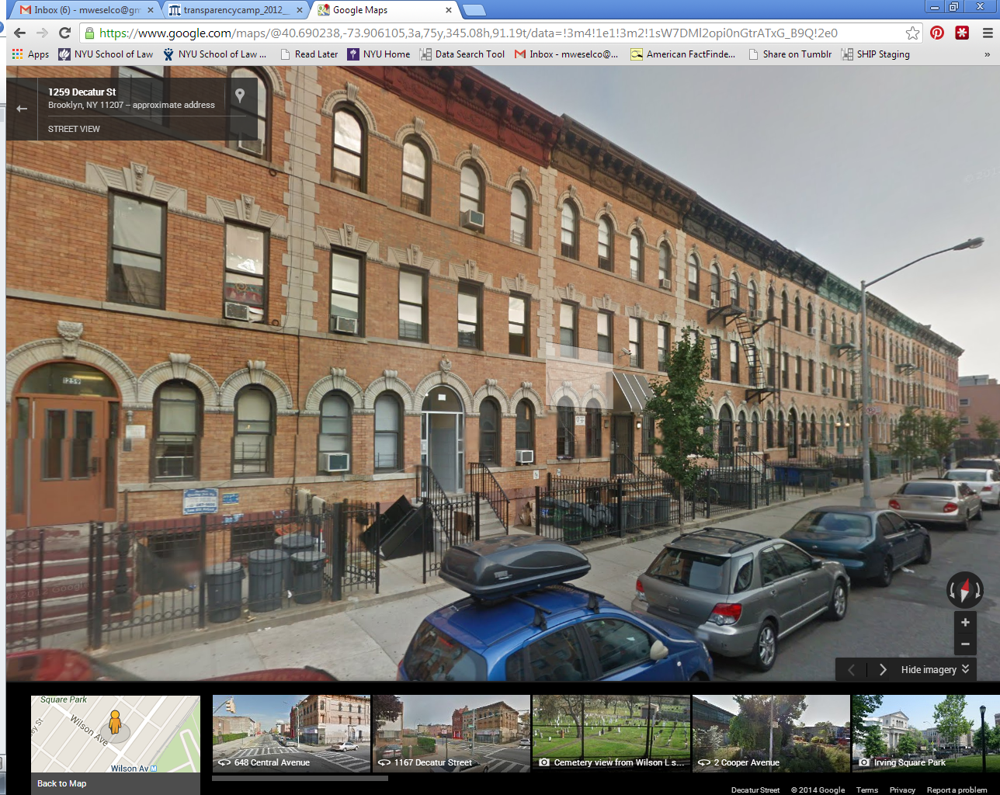 Inbox (6) - mweselco@gm
transparencycamp_2012_
Google Maps
https://www.google.com/maps/@40.690238,-73.906105,3a,75y,345.08h,91.19t/data=!3m4!1e1!3m2!1sW7DMl2opi0nGtrATxG_B9Q!2e0
Apps
NYU School of Law
NYU School of Law ...
Read Later
NYU Home
Data Search Tool
Inbox - mweselco@...
American FactFinde...
Share on Tumblr
SHIP Staging
»
1259 Decatur St
Brooklyn, NY 11207 – approximate address
STREET VIEW
1259
Hide imagery
Square Park
Wilson Ave
Wilson Av M
Back to Map
648 Central Avenue
1167 Decatur Street
Cemetery view from Wilson L s...
2 Cooper Avenue
Irving Square Park
Decatur Street
© 2014 Google
Terms
Privacy
Report a problem